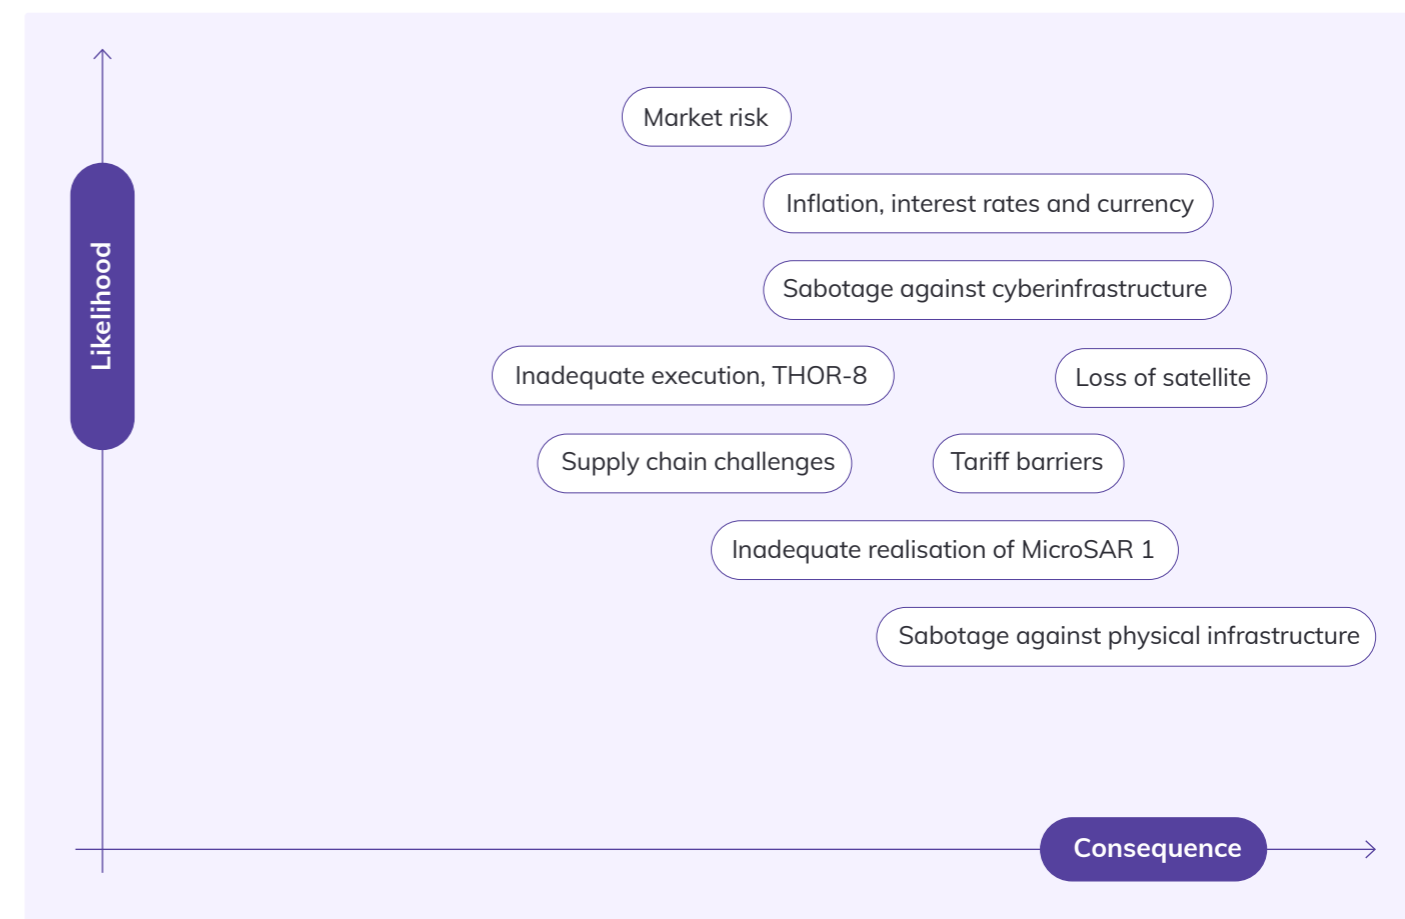 Market risk
Inflation, interest rates and currency
Likelihood
Sabotage against cyberinfrastructure
Inadequate execution, THOR-8
Loss of satellite
Supply chain challenges
Tariff barriers
Inadequate realisation of MicroSAR 1
Sabotage against physical infrastructure
Consequence